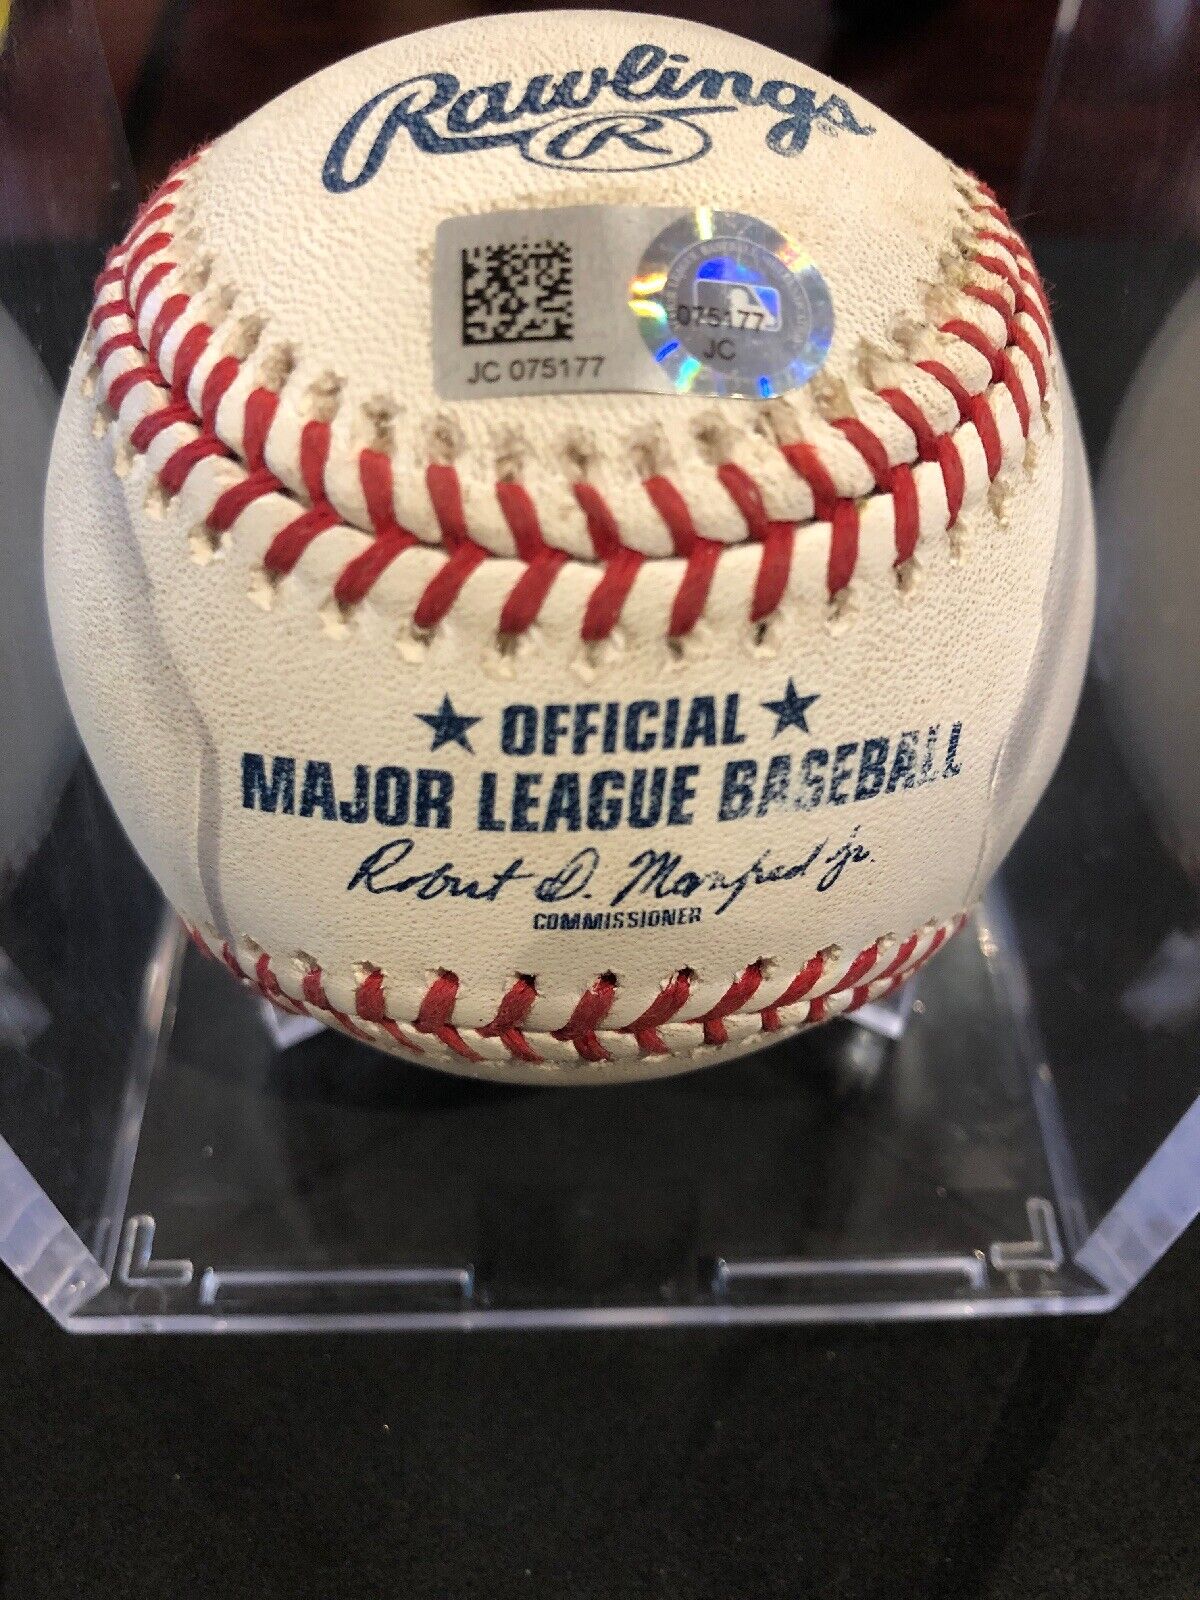 Rawlings®
R
JC 075177
075177
JC
★ OFFICIAL ★
MAJOR LEAGUE BASEBALL
Robert D. Manfred Jr.
COMMISSIONER